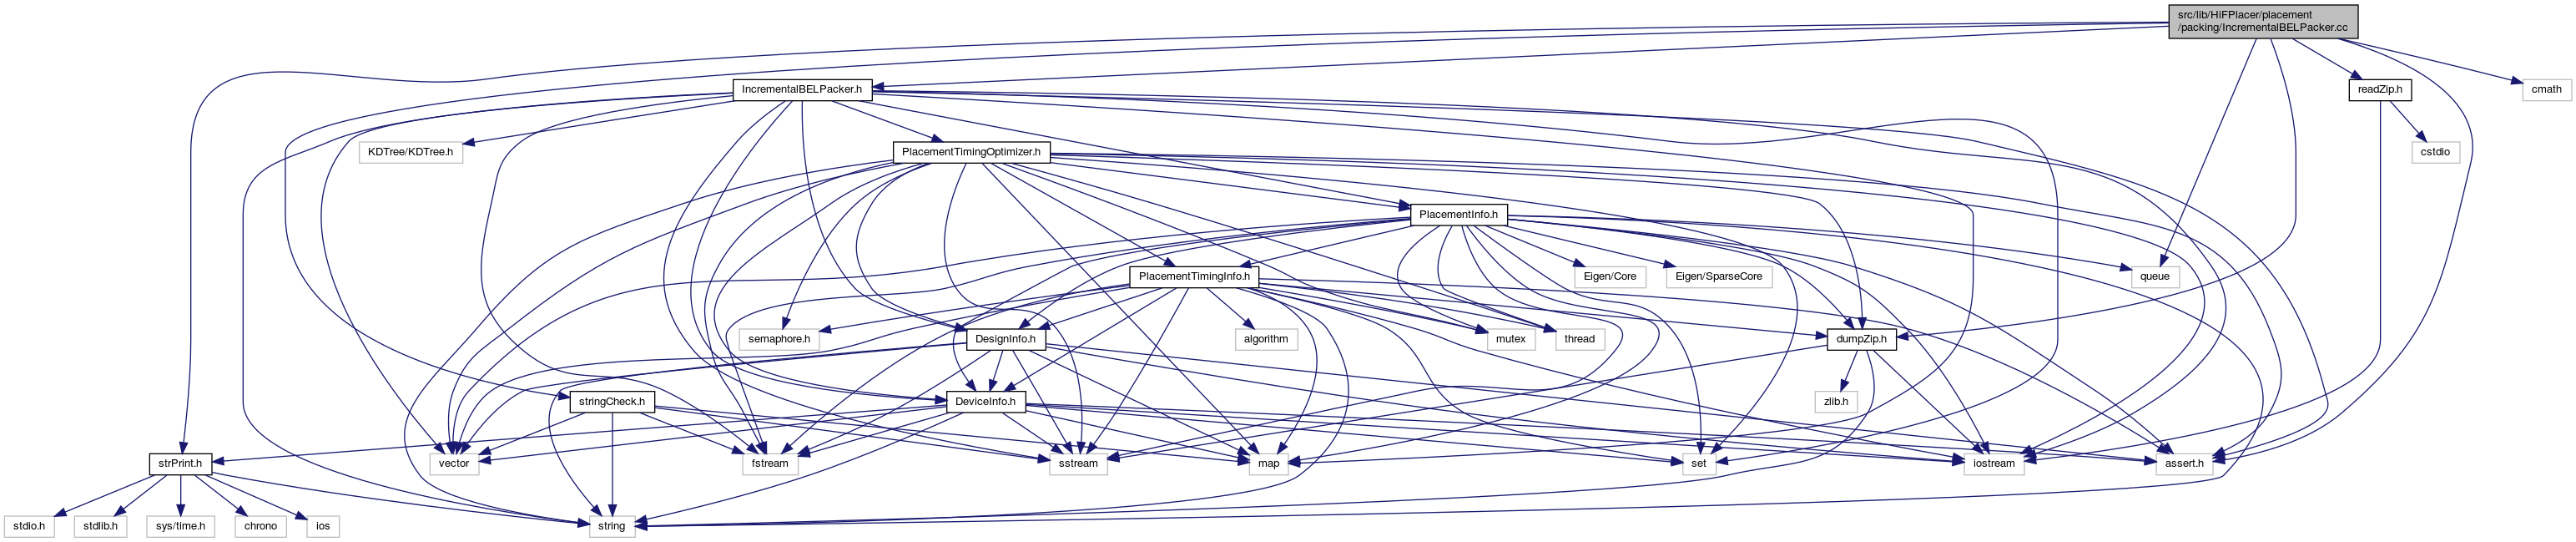 src/lib/HiFPlacer/placement
/packing/IncrementalBELPacker.cc
IncrementalBELPacker.h
readZip.h
cmath
KDTree/KDTree.h
PlacementTimingOptimizer.h
cstdio
PlacementInfo.h
PlacementTimingInfo.h
Eigen/Core
Eigen/SparseCore
queue
semaphore.h
DesignInfo.h
algorithm
mutex
thread
dumpZip.h
stringCheck.h
DeviceInfo.h
zlib.h
strPrint.h
vector
fstream
sstream
map
set
iostream
assert.h
stdio.h
stdlib.h
sys/time.h
chrono
ios
string